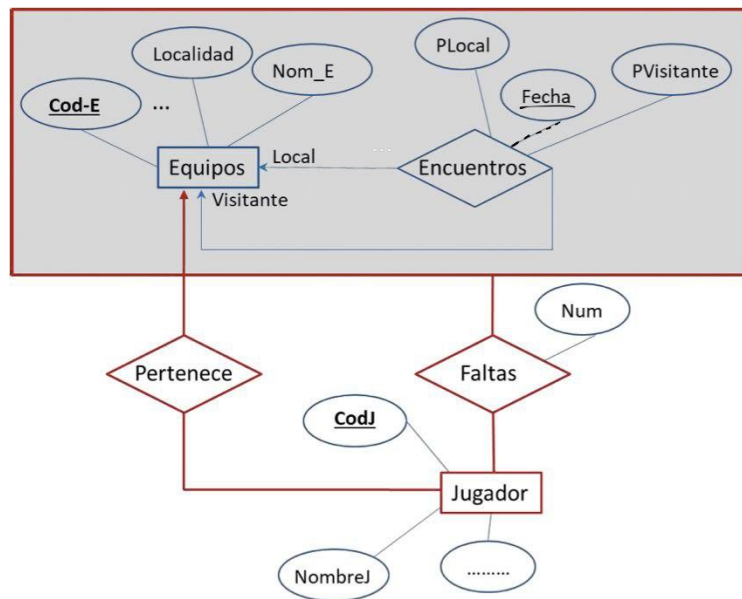 PLocal
Localidad
Nom_E
PVisitante
Cod-E
...
Fecha
...
Equipos
Local
Encuentros
Visitante
Num
Pertenece
Faltas
CodJ
Jugador
NombreJ
.........